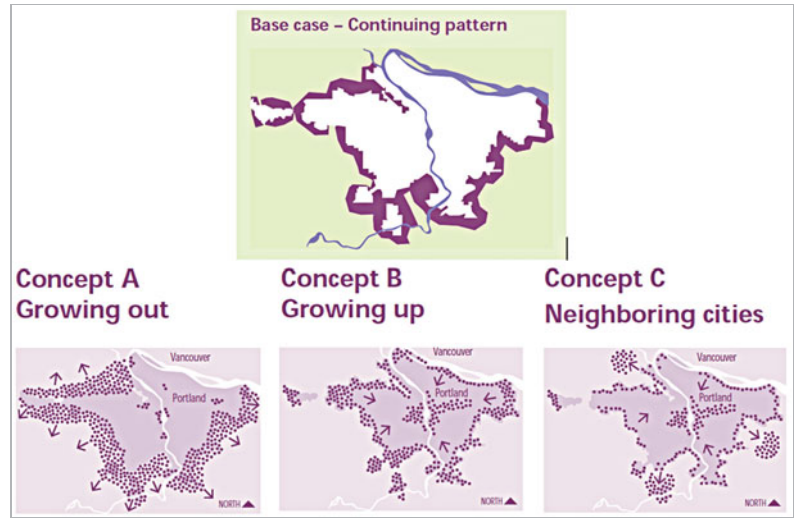 Base case – Continuing pattern
Concept A
Growing out
Concept B
Growing up
Concept C
Neighboring cities
Vancouver
Portland
NORTH
Vancouver
Portland
NORTH
Vancouver
Portland
NORTH